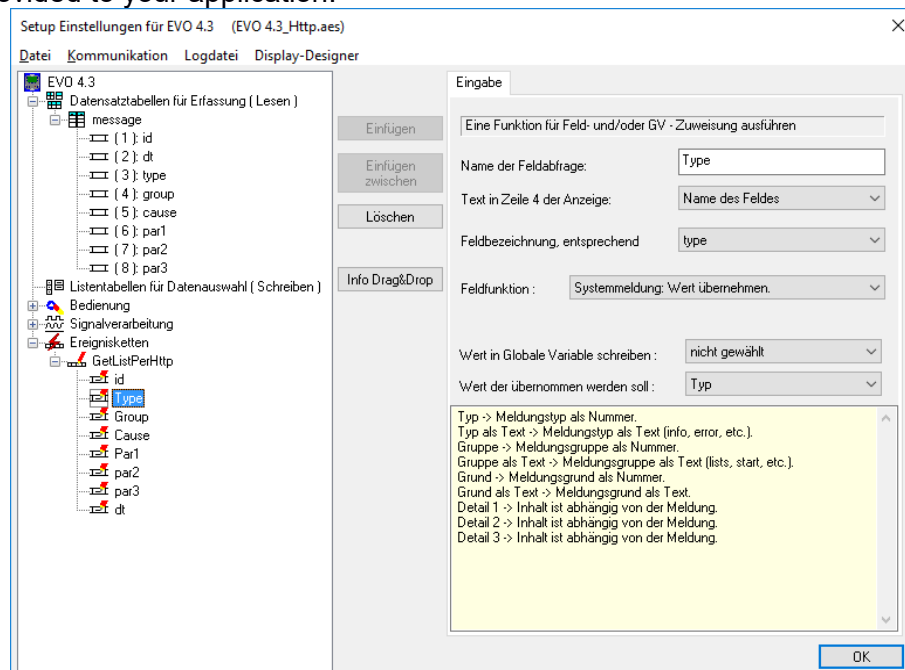 ovided to your application.
Setup Einstellungen für EVO 4.3 (EVO 4.3_Http.aes)
Datei Kommunikation Logdatei Display-Designer
EVO 4.3
Datensatztabellen für Erfassung ( Lesen )
message
( 1 ): id
( 2 ): dt
( 3 ): type
( 4 ): group
( 5 ): cause
( 6 ): par1
( 7 ): par2
( 8 ): par3
Listentabellen für Datenauswahl ( Schreiben )
Bedienung
Signalverarbeitung
Ereignisketten
GetListPerHttp
id
Type
Group
Cause
Par1
par2
par3
dt
Einfügen
Einfügen
zwischen
Löschen
Info Drag&Drop
Eingabe
Eine Funktion für Feld- und/oder GV - Zuweisung ausführen
Name der Feldabfrage: Type
Text in Zeile 4 der Anzeige: Name des Feldes
Feldbezeichnung, entsprechend type
Feldfunktion : Systemmeldung: Wert übernehmen.
Wert in Globale Variable schreiben : nicht gewählt
Wert der übernommen werden soll : Typ
Typ -> Meldungstyp als Nummer.
Typ als Text -> Meldungstyp als Text (info, error, etc.).
Gruppe -> Meldungsgruppe als Nummer.
Gruppe als Text -> Meldungsgruppe als Text (lists, start, etc.).
Grund -> Meldungsgrund als Nummer.
Grund als Text -> Meldungsgrund als Text.
Detail 1 -> Inhalt ist abhängig von der Meldung.
Detail 2 -> Inhalt ist abhängig von der Meldung.
Detail 3 -> Inhalt ist abhängig von der Meldung.
OK